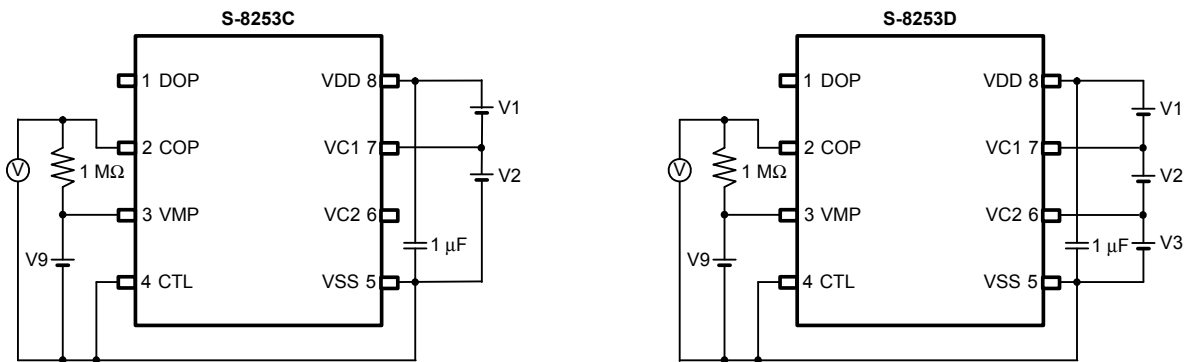 S-8253C
1 DOP
VDD 8
V1
2 COP
VC1 7
V
1 MΩ
V2
3 VMP
VC2 6
V9
1 μF
4 CTL
VSS 5
S-8253D
1 DOP
VDD 8
V1
2 COP
VC1 7
V
1 MΩ
V2
3 VMP
VC2 6
V9
1 μF
V3
4 CTL
VSS 5